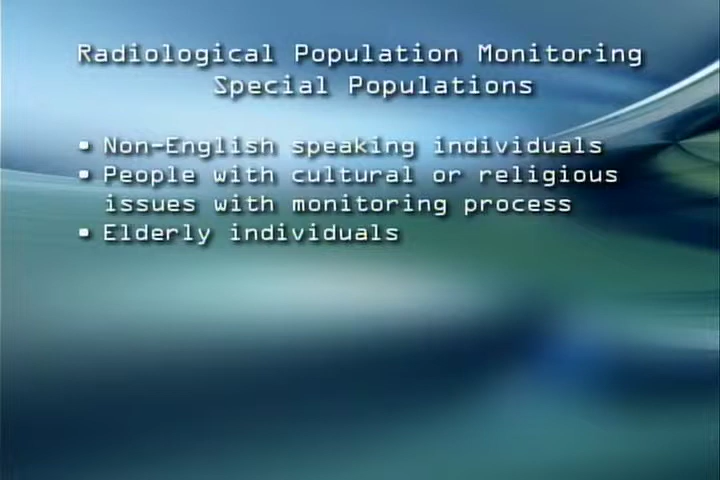 Radiological Population Monitoring
Special Populations
• Non-English speaking individuals
• People with cultural or religious
issues with monitoring process
• Elderly individuals